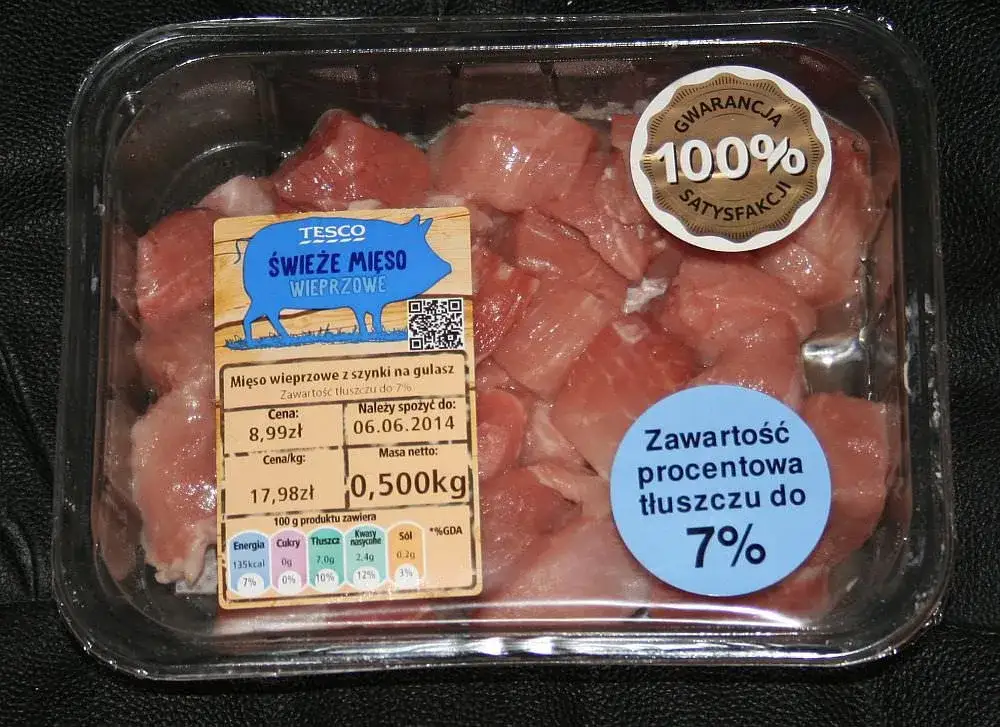 TESCO
ŚWIEŻE MIĘSO
WIEPRZOWE
Mięso wieprzowe z szynki na gulasz
Zawartość tłuszczu do 7%
Cena:
8,99zł
Należy spożyć do:
06.06.2014
Cena/kg:
17,98zł
Masa netto:
0,500kg
100 g produktu zawiera
Energia
135kcal
7%
Cukry
0g
0%
Tłuszcz
7,0g
10%
Kwasy
nasycone
2,4g
12%
Sól
0,2g
3%
*%GDA
GWARANCJA
100%
SATYSFAKCJI
Zawartość
procentowa
tłuszczu do
7%